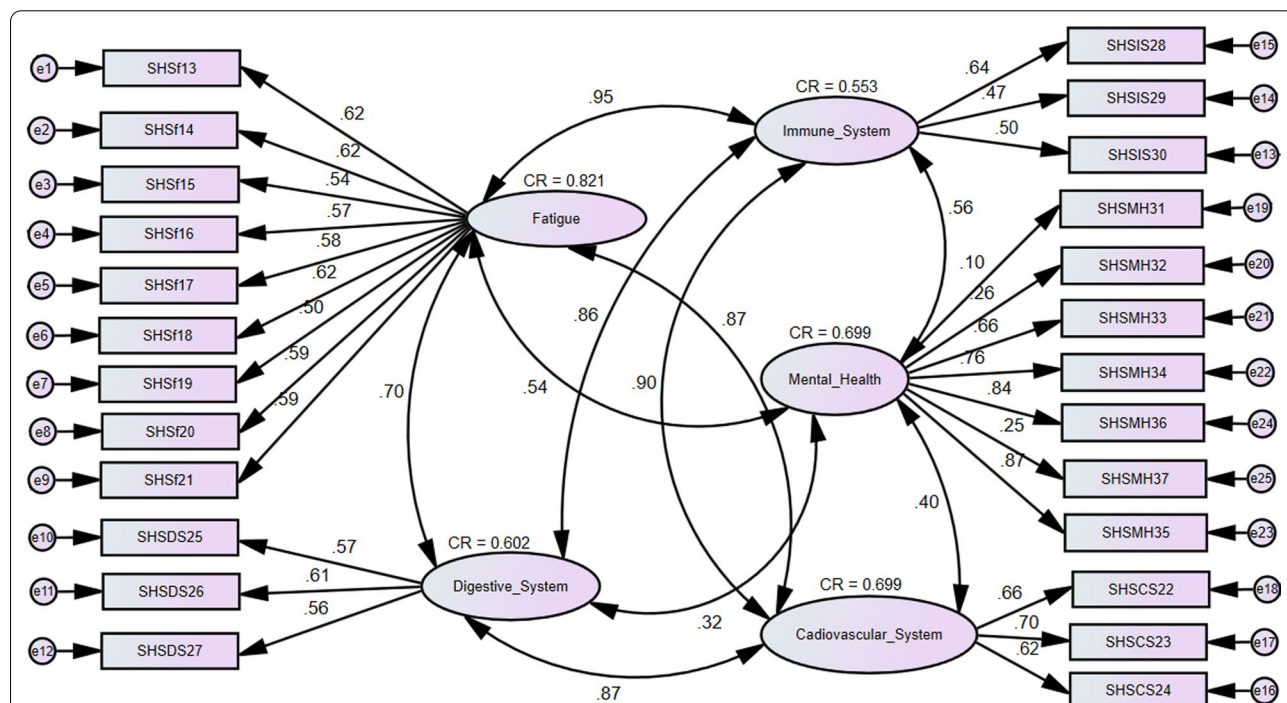 e1
SHSf13
.62
e2
SHSf14
.62
e3
SHSf15
.54
e4
SHSf16
.57
e5
SHSf17
.58
e6
SHSf18
.62
e7
SHSf19
.50
e8
SHSf20
.59
e9
SHSf21
.59
CR = 0.821
Fatigue
e10
SHSDS25
.57
e11
SHSDS26
.61
e12
SHSDS27
.56
CR = 0.602
Digestive_System
.95
.70
.54
.87
.86
.90
.56
.40
.32
.87
CR = 0.553
Immune_System
.64
SHSIS28
e15
.47
SHSIS29
e14
.50
SHSIS30
e13
CR = 0.699
Mental_Health
.10
SHSMH31
e19
.26
SHSMH32
e20
.66
SHSMH33
e21
.76
SHSMH34
e22
.84
SHSMH36
e24
.25
SHSMH37
e25
.87
SHSMH35
e23
CR = 0.699
Cadiovascular_System
.66
SHSCS22
e18
.70
SHSCS23
e17
.62
SHSCS24
e16